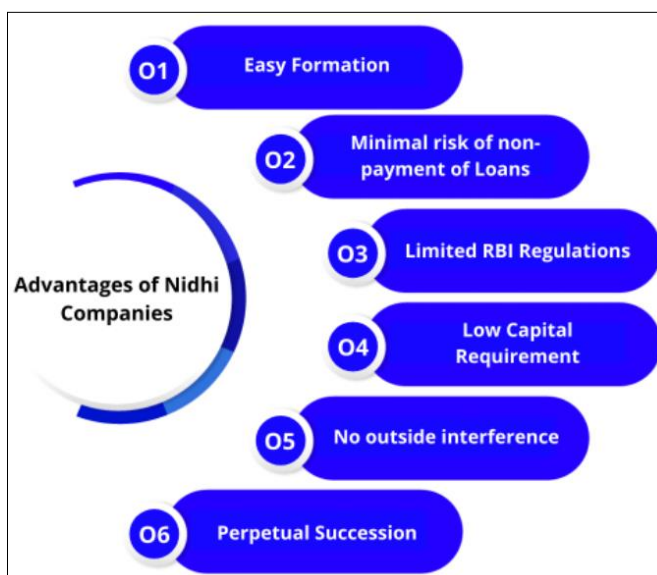 O1
Easy Formation
O2
Minimal risk of non-
payment of Loans
O3
Limited RBI Regulations
Advantages of Nidhi
Companies
O4
Low Capital
Requirement
O5
No outside interference
O6
Perpetual Succession